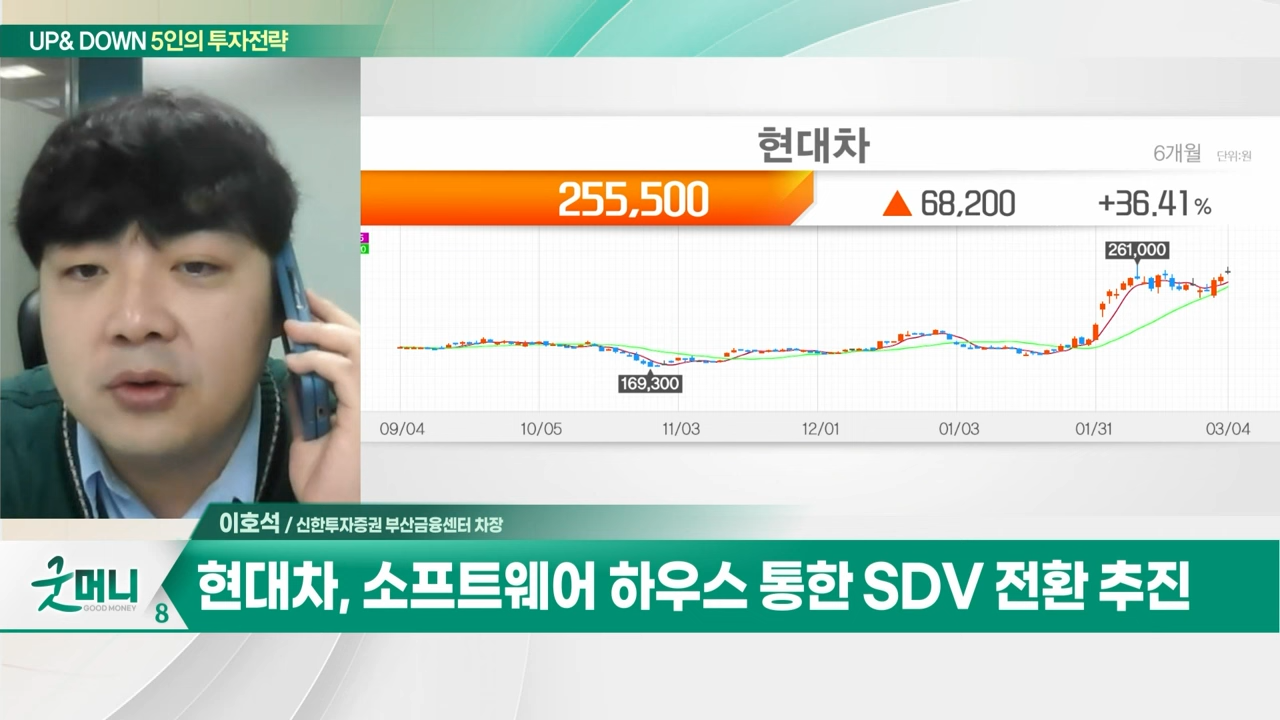 UP& DOWN 5인의 투자전략
현대차
6개월 단위:원
255,500 ▲ 68,200 +36.41%
261,000
169,300
09/04 10/05 11/03 12/01 01/03 01/31 03/04
이호석 / 신한투자증권 부산금융센터 차장
굿머니
GOOD MONEY
8
현대차, 소프트웨어 하우스 통한 SDV 전환 추진